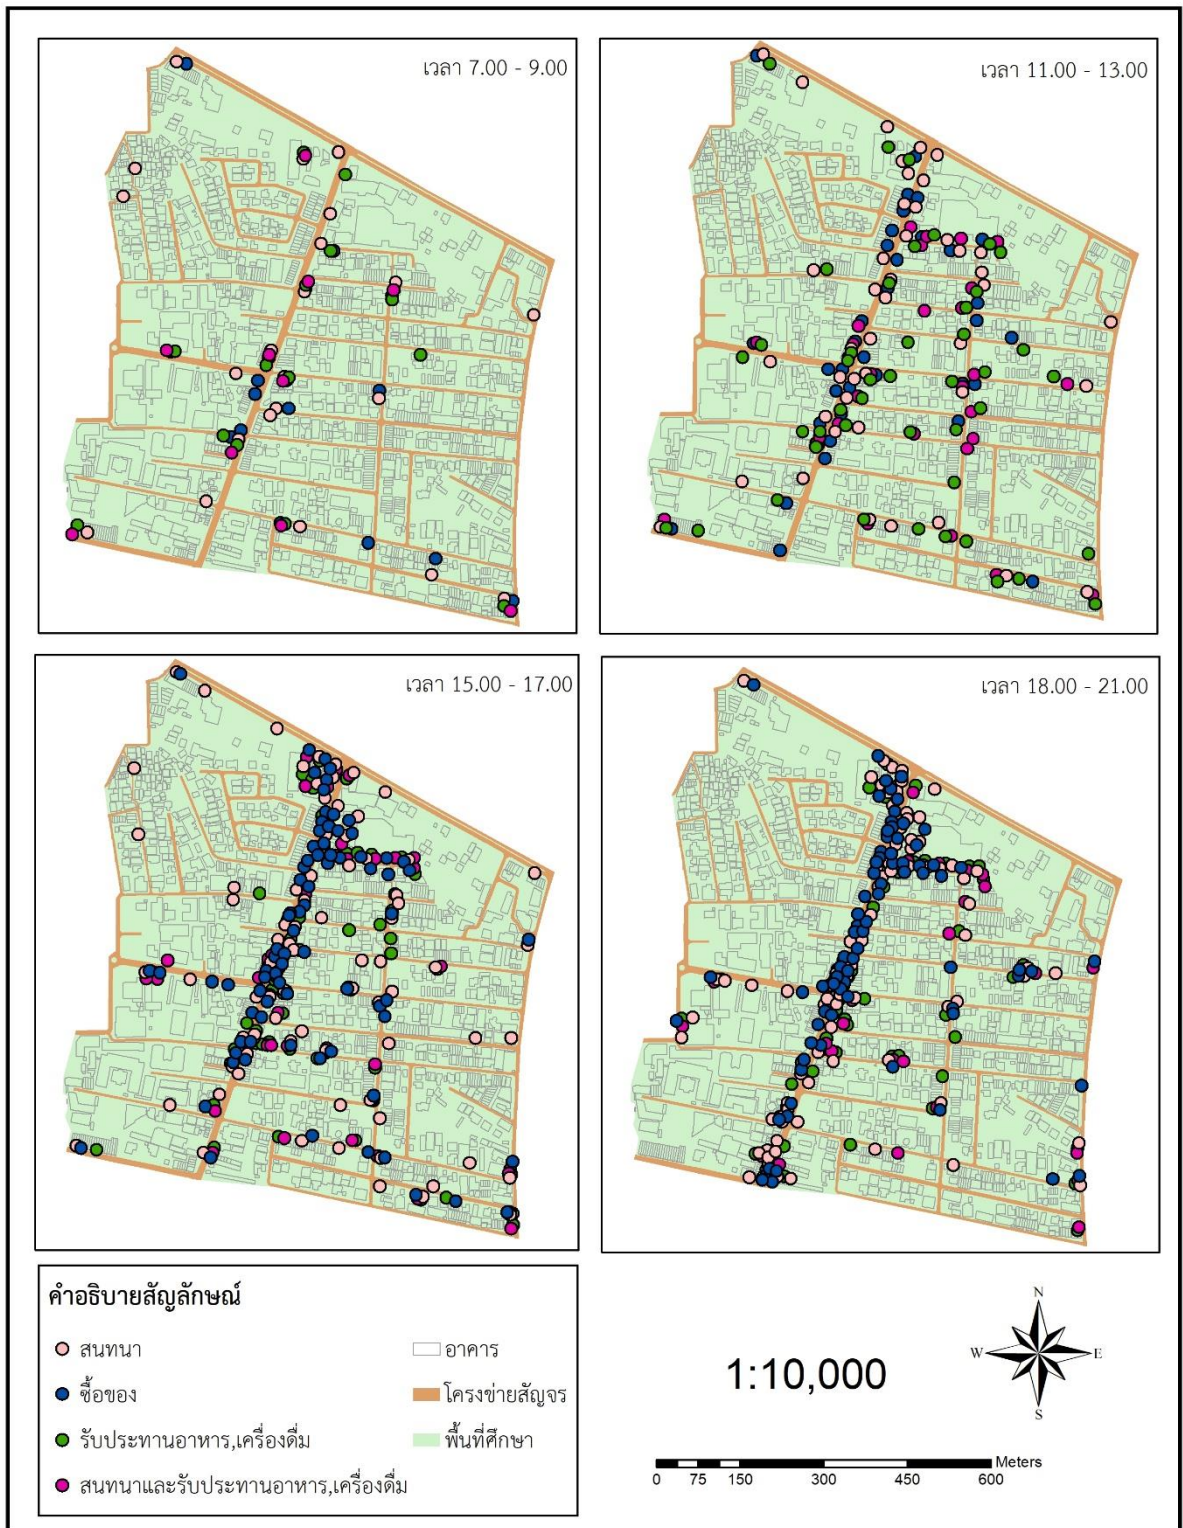 เวลา 7.00 - 9.00
เวลา 11.00 - 13.00
เวลา 15.00 - 17.00
เวลา 18.00 - 21.00
คำอธิบายสัญลักษณ์
สนทนา
ซื้อของ
รับประทานอาหาร,เครื่องดื่ม
สนทนาและรับประทานอาหาร,เครื่องดื่ม
อาคาร
โครงข่ายสัญจร
พื้นที่ศึกษา
1:10,000
N
W E
S
Meters
0 75 150 300 450 600